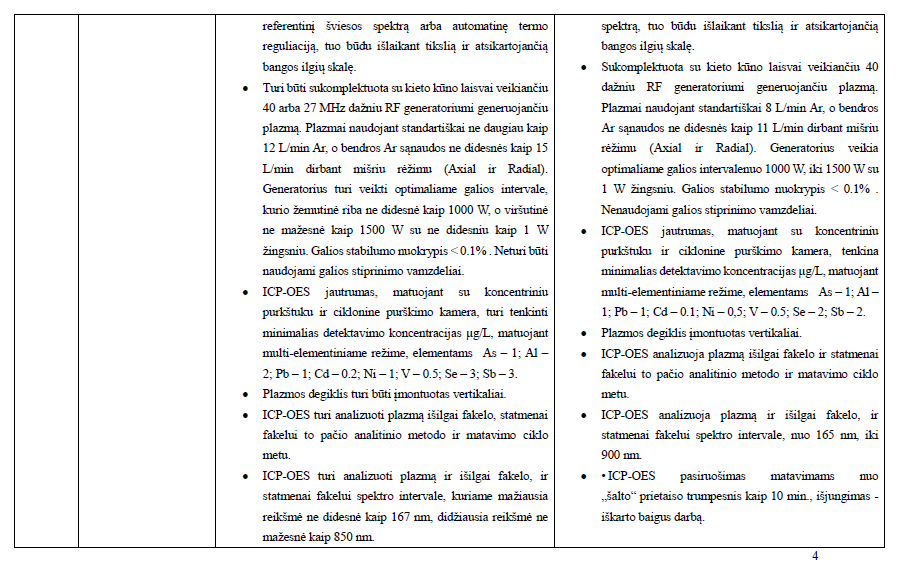 referentinį šviesos spektrą arba automatinę termo
reguliaciją, tuo būdu išlaikant tikslią ir atsikartojančią
bangos ilgių skalę.
• Turi būti sukomplektuota su kieto kūno laisvai veikiančiu
40 arba 27 MHz dažniu RF generatoriumi generuojančiu
plazmą. Plazmai naudojant standartiškai ne daugiau kaip
12 L/min Ar, o bendros Ar sąnaudos ne didesnės kaip 15
L/min dirbant mišriu rėžimu (Axial ir Radial).
Generatorius turi veikti optimaliame galios intervale,
kurio žemutinė riba ne didesnė kaip 1000 W, o viršutinė
ne mažesnė kaip 1500 W su ne didesniu kaip 1 W
žingsniu. Galios stabilumo nuokrypis < 0.1% . Neturi būti
naudojami galios stiprinimo vamzdeliai.
• ICP-OES jautrumas, matuojant su koncentriniu
purkštuku ir ciklonine purškimo kamera, turi tenkinti
minimalias detektavimo koncentracijas µg/L, matuojant
multi-elementiniame režime, elementams As – 1; Al –
2; Pb – 1; Cd – 0.2; Ni – 1; V – 0.5; Se – 3; Sb – 3.
• Plazmos degiklis turi būti įmontuotas vertikaliai.
• ICP-OES turi analizuoti plazmą išilgai fakelo, statmenai
fakelui to pačio analitinio metodo ir matavimo ciklo
metu.
• ICP-OES turi analizuoti plazmą ir išilgai fakelo, ir
statmenai fakelui spektro intervale, kuriame mažiausia
reikšmė ne didesnė kaip 167 nm, didžiausia reikšmė ne
mažesnė kaip 850 nm.
spektrą, tuo būdu išlaikant tikslią ir atsikartojančią
bangos ilgių skalę.
• Sukomplektuota su kieto kūno laisvai veikiančiu 40
dažniu RF generatoriumi generuojančiu plazmą.
Plazmai naudojant standartiškai 8 L/min Ar, o bendros
Ar sąnaudos ne didesnės kaip 11 L/min dirbant mišriu
rėžimu (Axial ir Radial). Generatorius veikia
optimaliame galios intervalenuo 1000 W, iki 1500 W su
1 W žingsniu. Galios stabilumo nuokrypis < 0.1% .
Nenaudojami galios stiprinimo vamzdeliai.
• ICP-OES jautrumas, matuojant su koncentriniu
purkštuku ir ciklonine purškimo kamera, tenkina
minimalias detektavimo koncentracijas µg/L, matuojant
multi-elementiniame režime, elementams As – 1; Al –
1; Pb – 1; Cd – 0.1; Ni – 0,5; V – 0.5; Se – 2; Sb – 2.
• Plazmos degiklis įmontuotas vertikaliai.
• ICP-OES analizuoja plazmą išilgai fakelo ir statmenai
fakelui to pačio analitinio metodo ir matavimo ciklo
metu.
• ICP-OES analizuoja plazmą ir išilgai fakelo, ir
statmenai fakelui spektro intervale, nuo 165 nm, iki
900 nm.
• • ICP-OES pasiruošimas matavimams nuo
„šalto“ prietaiso trumpesnis kaip 10 min., išjungimas -
iškarto baigus darbą.
4